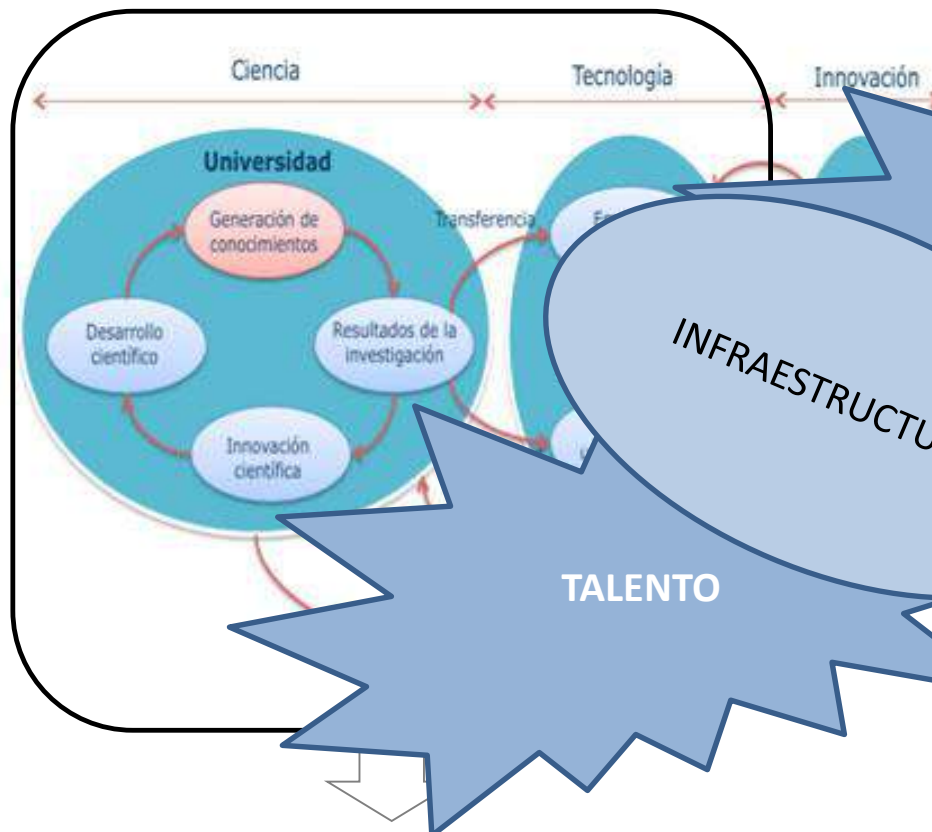 Ciencia
Tecnología
Innovación
Universidad
Generación de
conocimientos
Transferencia
Desarrollo
científico
Resultados de la
investigación
Innovación
científica
INFRAESTRUCTU
TALENTO